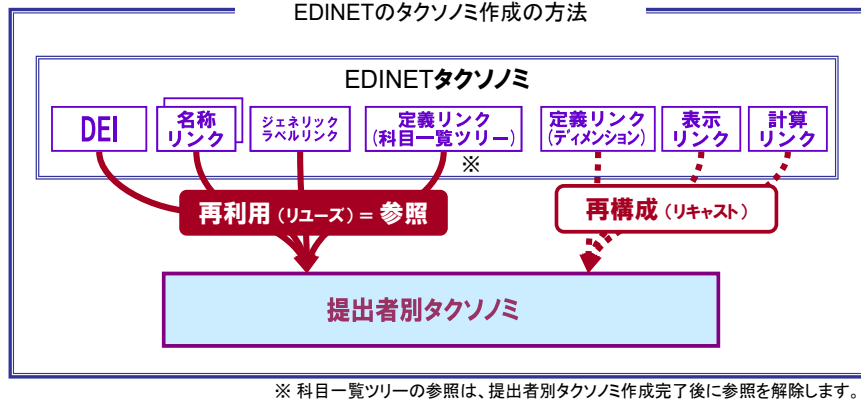 EDINETのタクソノミ作成の方法
EDINETタクソノミ
DEI
名称
リンク
ジェネリック
ラベルリンク
定義リンク
(科目一覧ツリー)
定義リンク
(ディメンション)
表示
リンク
計算
リンク
※
再利用 (リユーズ) = 参照
再構成 (リキャスト)
提出者別タクソノミ
※ 科目一覧ツリーの参照は、提出者別タクソノミ作成完了後に参照を解除します。